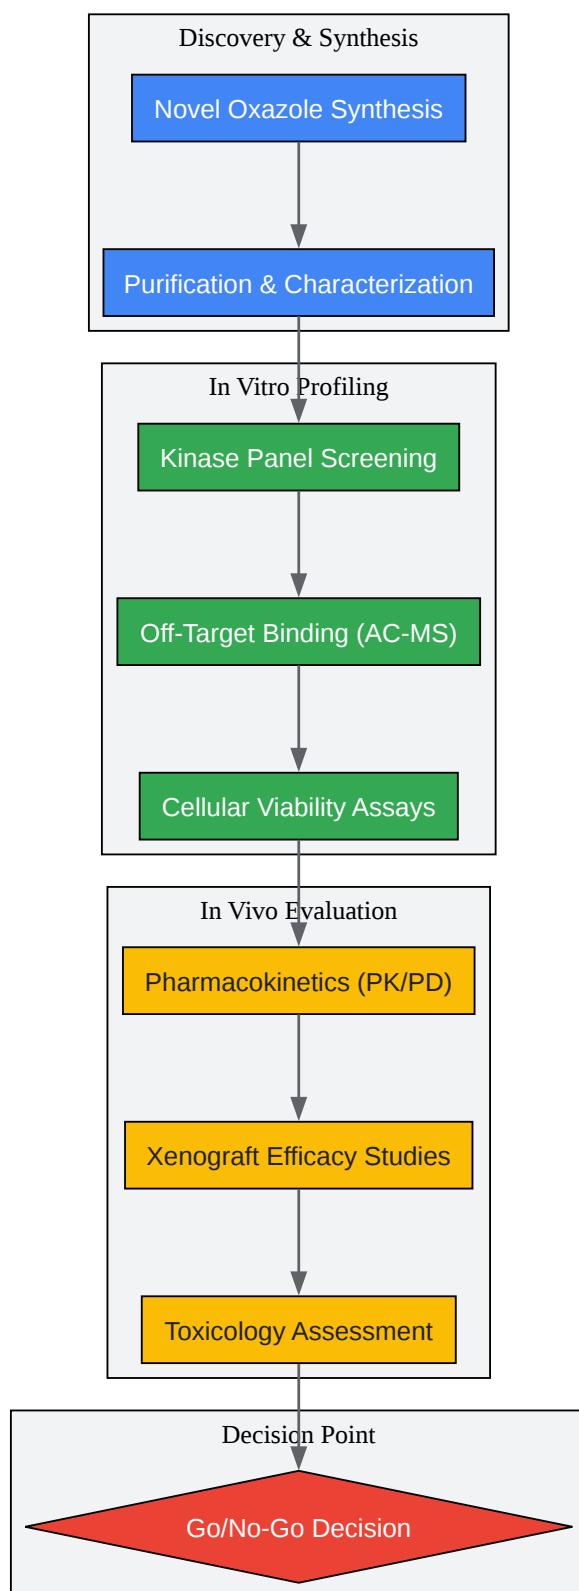 Discovery & Synthesis
Novel Oxazole Synthesis
Purification & Characterization
In Vitro Profiling
Kinase Panel Screening
Off-Target Binding (AC-MS)
Cellular Viability Assays
In Vivo Evaluation
Pharmacokinetics (PK/PD)
Xenograft Efficacy Studies
Toxicology Assessment
Decision Point
Go/No-Go Decision